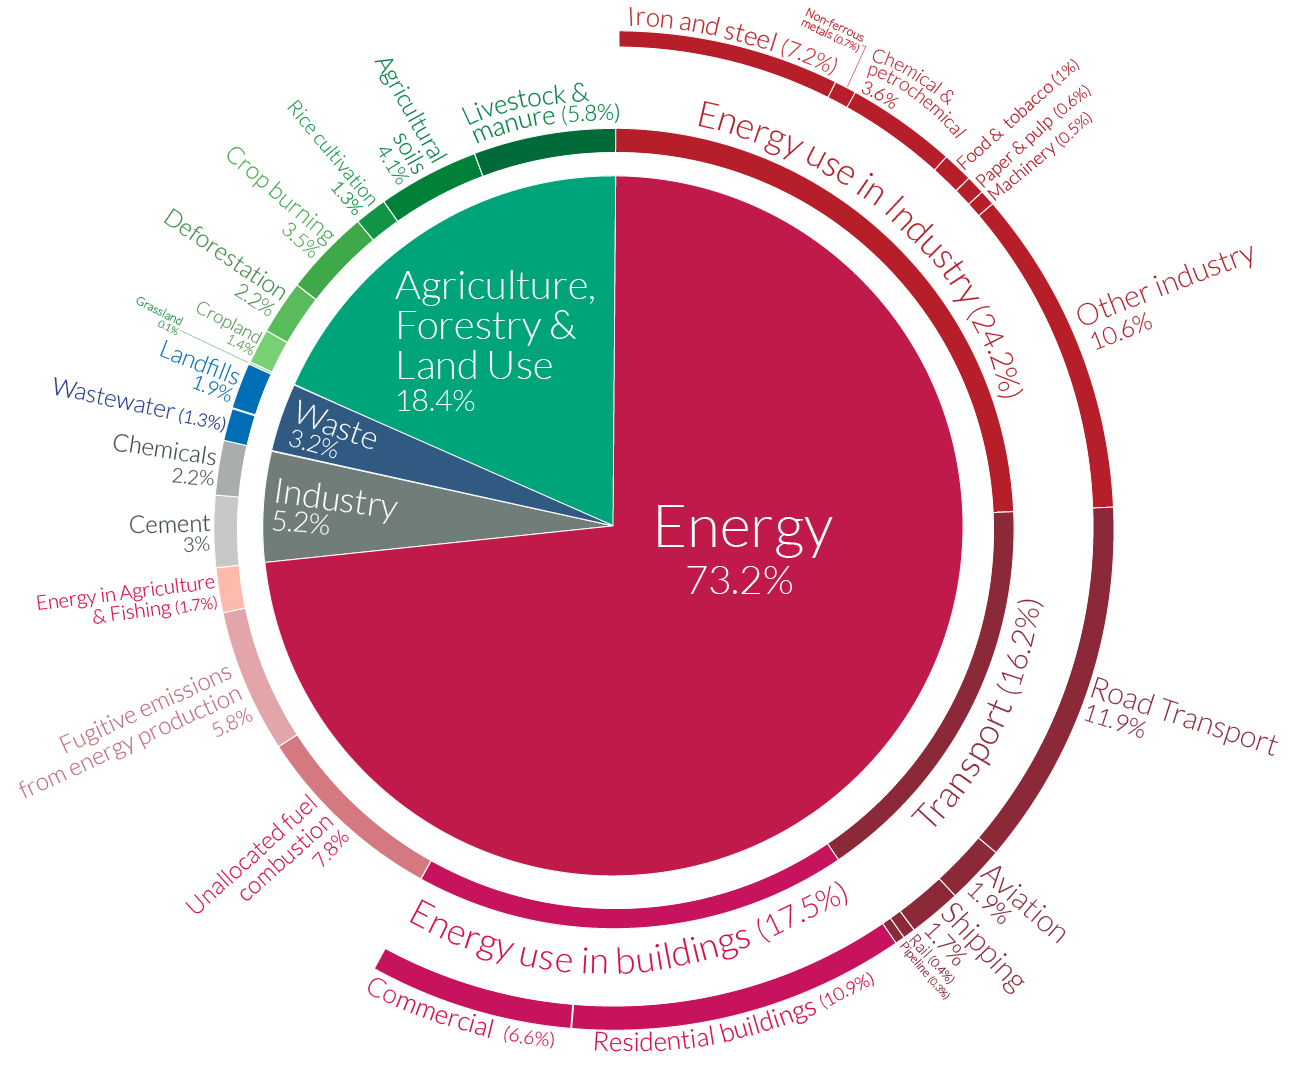 Iron and steel (7.2%)
Non-ferrous
metals (0.7%)
Chemical &
petrochemical
3.6%
Food & tobacco (1%)
Paper & pulp (0.6%)
Machinery (0.5%)
Energy use in Industry (24.2%)
Other industry
10.6%
Livestock &
manure (5.8%)
Agricultural
soils
4.1%
Rice cultivation
1.3%
Crop burning
3.5%
Deforestation
2.2%
Cropland
1.4%
Grassland
0.1%
Landfills
1.9%
Wastewater (1.3%)
Chemicals
2.2%
Cement
3%
Energy in Agriculture
& Fishing (1.7%)
Fugitive emissions
from energy production
5.8%
Unallocated fuel
combustion
7.8%
Agriculture,
Forestry &
Land Use
18.4%
Waste
3.2%
Industry
5.2%
Energy
73.2%
Transport (16.2%)
Road Transport
11.9%
Aviation
1.9%
Shipping
1.7%
Rail (0.4%)
Pipeline (0.3%)
Energy use in buildings (17.5%)
Commercial (6.6%)
Residential buildings (10.9%)